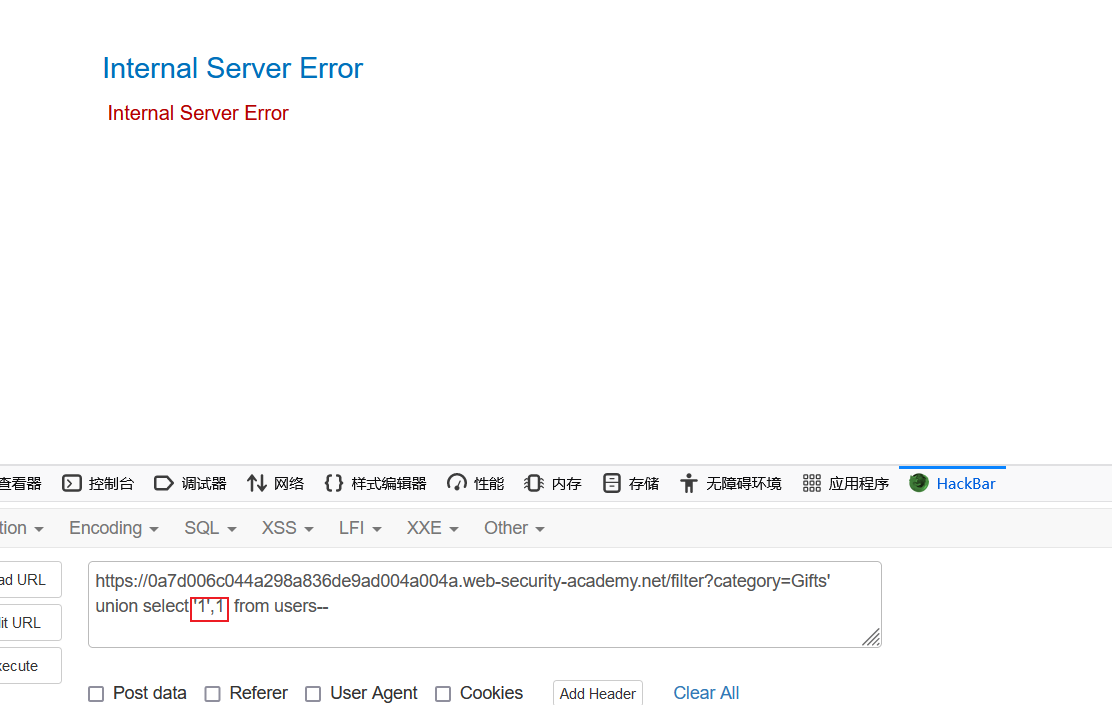 Internal Server Error
Internal Server Error
查看器 控制台 调试器 网络 样式编辑器 性能 内存 存储 无障碍环境 应用程序 HackBar
tion Encoding SQL XSS LFI XXE Other
ad URL
https://0a7d006c044a298a836de9ad004a004a.web-security-academy.net/filter?category=Gifts'
union select '1',1 from users--
it URL
xecute
Post data Referer User Agent Cookies Add Header Clear All